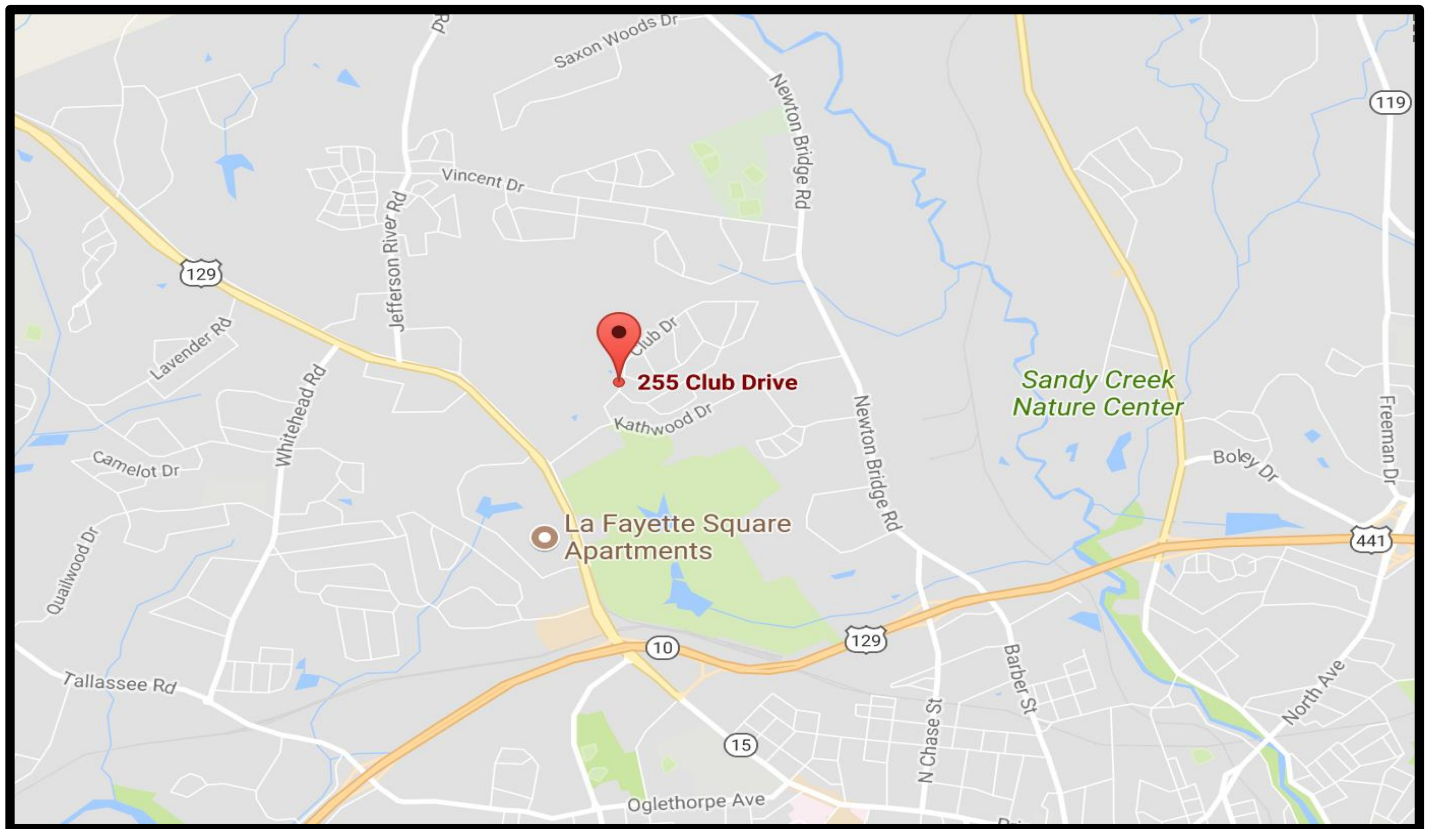 Rd
Saxon Woods Dr
Newton Bridge Rd
119
Vincent Dr
Jefferson River Rd
129
Lavender Rd
Whitehead Rd
Club Dr
255 Club Drive
Kathwood Dr
Sandy Creek
Nature Center
Newton Bridge Rd
Freeman Dr
Camelot Dr
Boley Dr
Quailwood Dr
La Fayette Square
Apartments
441
10
129
Tallassee Rd
Barber St
North Ave
15
N Chase St
Oglethorpe Ave